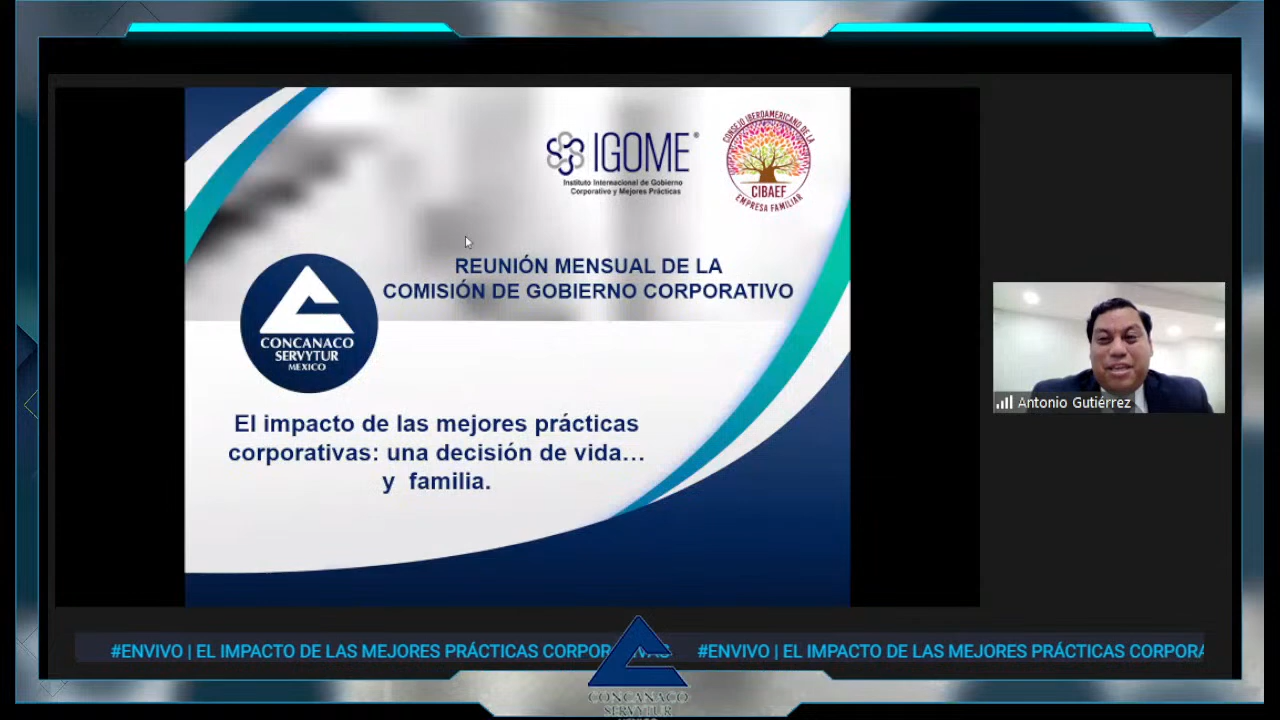 IGOME®
Instituto Internacional de Gobierno
Corporativo y Mejores Prácticas
CONSEJO IBEROAMERICANO DE LA
CIBAEF
EMPRESA FAMILIAR
REUNIÓN MENSUAL DE LA
COMISIÓN DE GOBIERNO CORPORATIVO
CONCANACO
SERVYTUR
MEXICO
El impacto de las mejores prácticas
corporativas: una decisión de vida…
y familia.
Antonio Gutiérrez
#ENVIVO | EL IMPACTO DE LAS MEJORES PRÁCTICAS CORPOR
#ENVIVO | EL IMPACTO DE LAS MEJORES PRÁCTICAS CORPORA
CONCANACO
SERVYTUR